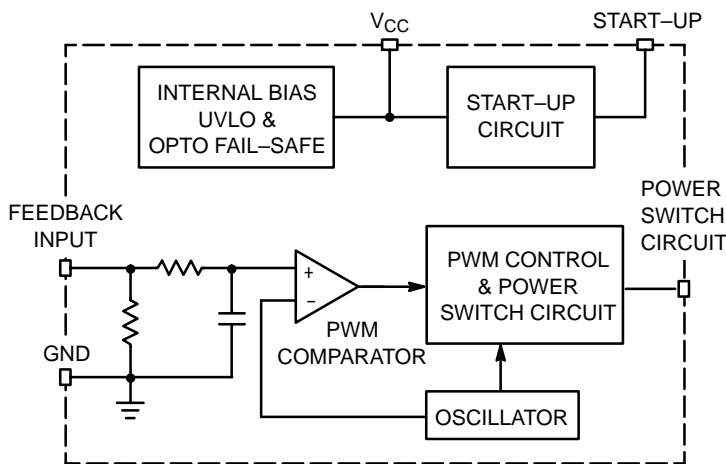 V_CC
START–UP
INTERNAL BIAS
UVLO &
OPTO FAIL–SAFE
START–UP
CIRCUIT
FEEDBACK
INPUT
POWER
SWITCH
CIRCUIT
+
–
PWM CONTROL
& POWER
SWITCH CIRCUIT
GND
PWM
COMPARATOR
OSCILLATOR